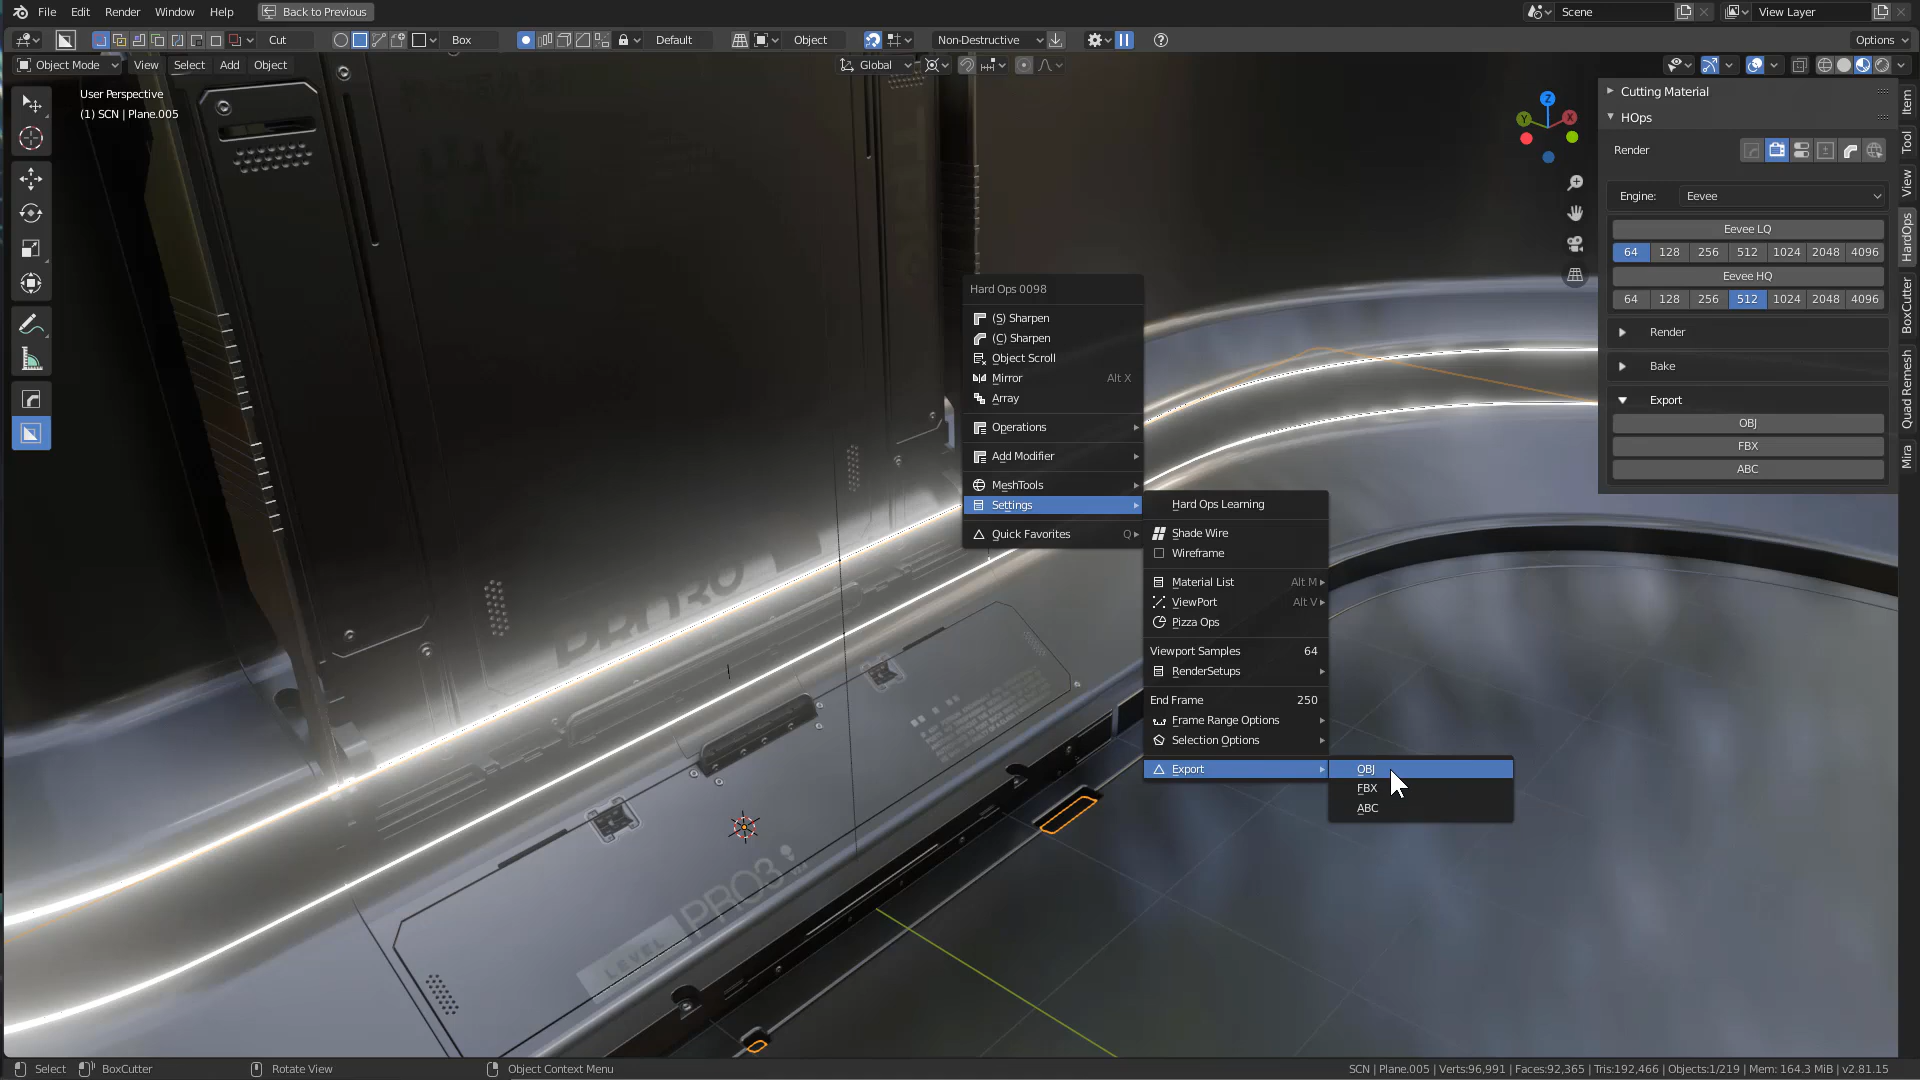 File Edit Render Window Help Back to Previous
Scene View Layer
Cut Box Default Object Non-Destructive Options
Object Mode View Select Add Object Global
User Perspective
(1) SCN | Plane.005
Z
Y
X
Cutting Material
HOps
Render
Engine: Eevee
Eevee LQ
64 128 256 512 1024 2048 4096
Eevee HQ
64 128 256 512 1024 2048 4096
Render
Bake
Export
OBJ
FBX
ABC
Item
Tool
View
HardOps
BoxCutter
Quad Remesh
Mira
Hard Ops 0098
(S) Sharpen
(C) Sharpen
Object Scroll
Mirror Alt X
Array
Operations
Add Modifier
MeshTools
Settings
Quick Favorites Q
Hard Ops Learning
Shade Wire
Wireframe
Material List Alt M
ViewPort Alt V
Pizza Ops
Viewport Samples 64
RenderSetups
End Frame 250
Frame Range Options
Selection Options
Export
OBJ
FBX
ABC
LEVEL PRO3
Select BoxCutter Rotate View Object Context Menu
SCN | Plane.005 | Verts:96,991 | Faces:92,365 | Tris:192,466 | Objects:1/219 | Mem: 164.3 MiB | v2.81.15